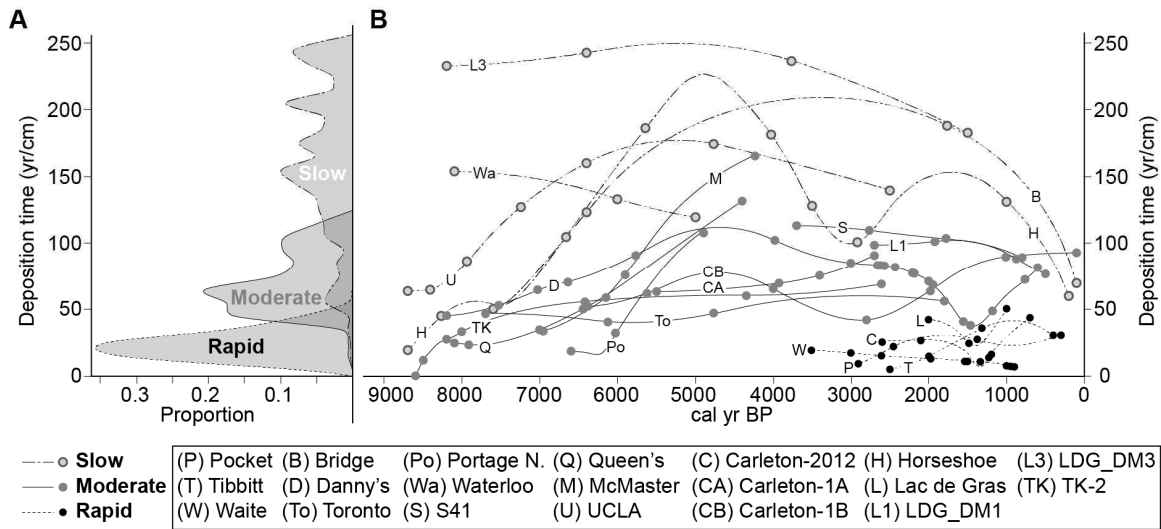 A
B
Deposition time (yr/cm)
250
200
150
100
50
0
Slow
Moderate
Rapid
0.3
0.2
0.1
Proportion
L3
Wa
U
H
D
TK
Q
Po
To
M
CB
CA
S
L1
B
H
L
W
C
P
T
9000
8000
7000
6000
5000
4000
3000
2000
1000
0
cal yr BP
250
200
150
100
50
0
Deposition time (yr/cm)
Slow
Moderate
Rapid
(P) Pocket (B) Bridge (Po) Portage N. (Q) Queen's (C) Carleton-2012 (H) Horseshoe (L3) LDG_DM3
(T) Tibbitt (D) Danny's (Wa) Waterloo (M) McMaster (CA) Carleton-1A (L) Lac de Gras (TK) TK-2
(W) Waite (To) Toronto (S) S41 (U) UCLA (CB) Carleton-1B (L1) LDG_DM1